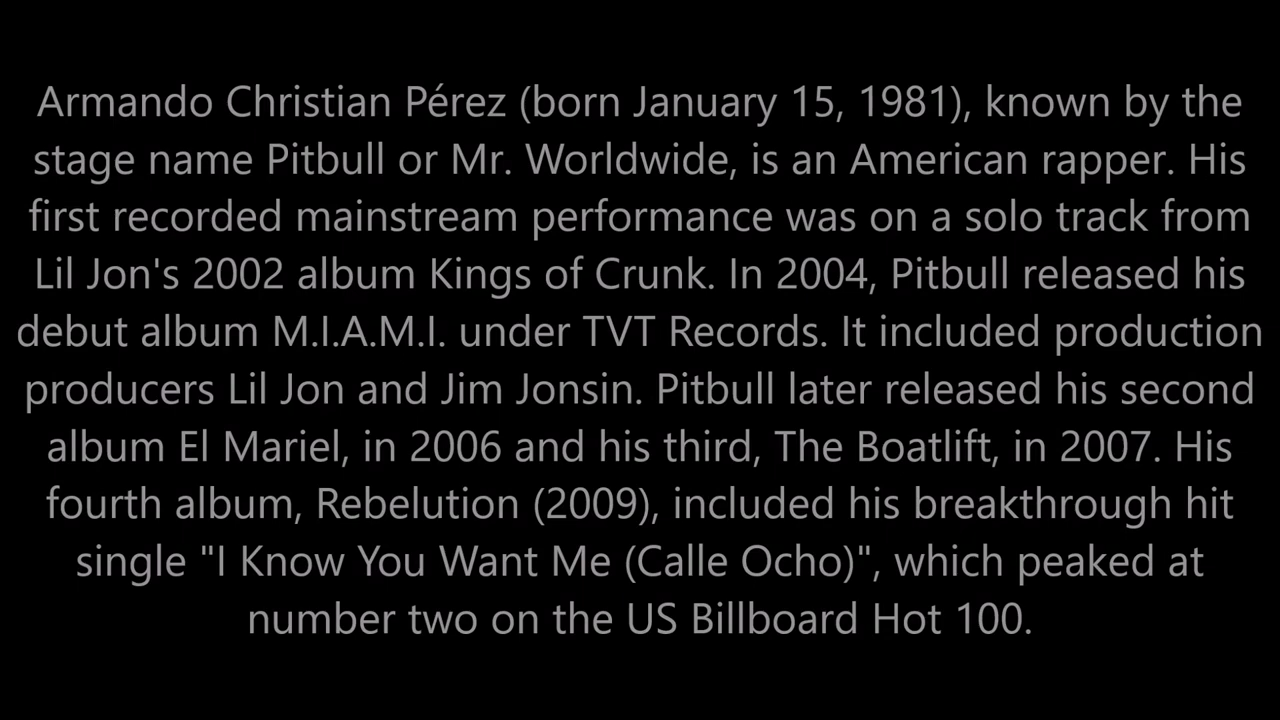 Armando Christian Pérez (born January 15, 1981), known by the
stage name Pitbull or Mr. Worldwide, is an American rapper. His
first recorded mainstream performance was on a solo track from
Lil Jon's 2002 album Kings of Crunk. In 2004, Pitbull released his
debut album M.I.A.M.I. under TVT Records. It included production
producers Lil Jon and Jim Jonsin. Pitbull later released his second
album El Mariel, in 2006 and his third, The Boatlift, in 2007. His
fourth album, Rebelution (2009), included his breakthrough hit
single "I Know You Want Me (Calle Ocho)", which peaked at
number two on the US Billboard Hot 100.